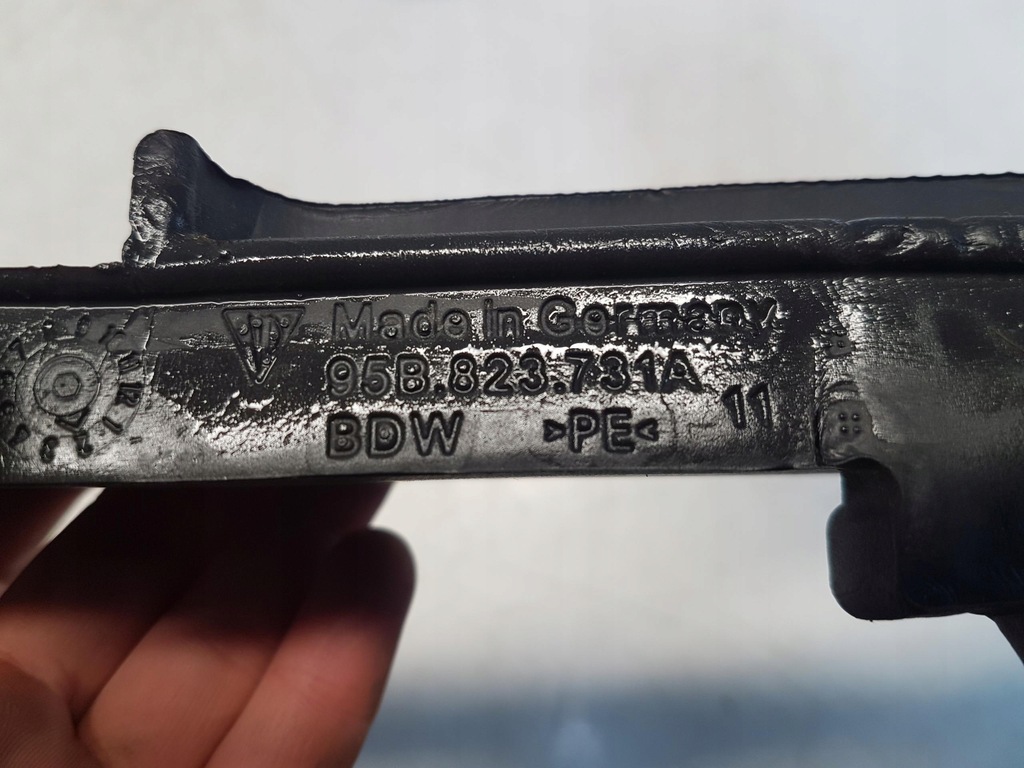 Made in Germany
95B.823.731A
BDW >PE< 11